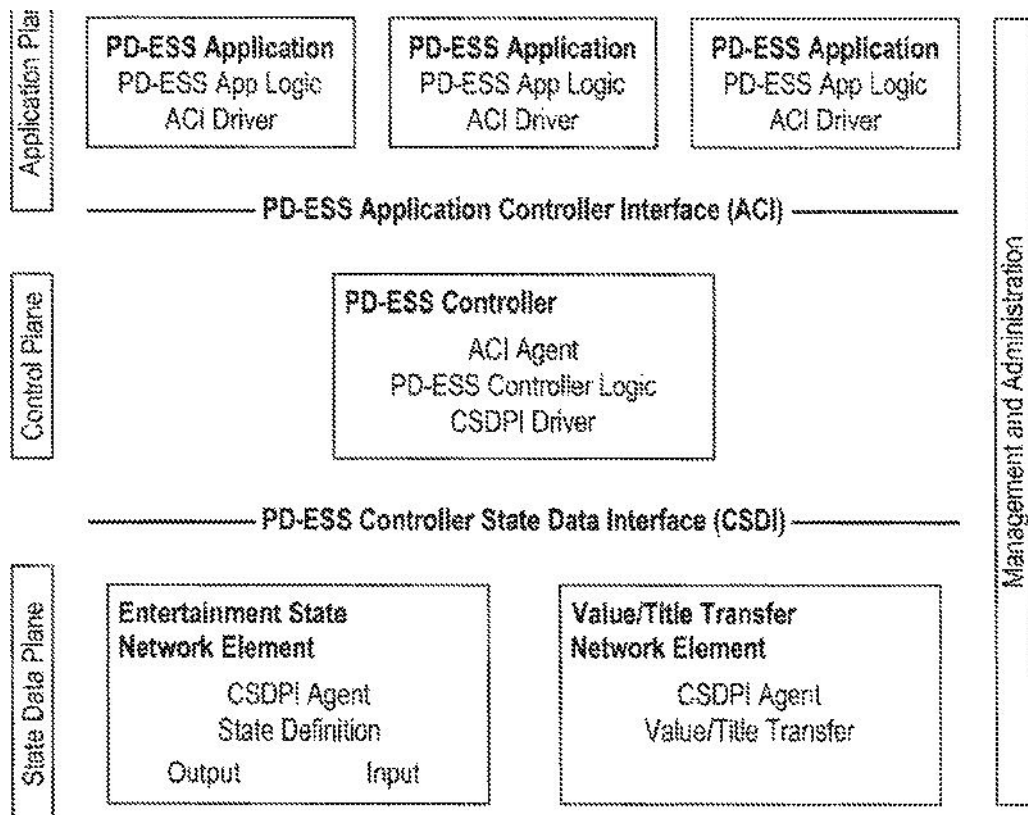 Application Plan
PD-ESS Application
PD-ESS App Logic
ACI Driver
PD-ESS Application
PD-ESS App Logic
ACI Driver
PD-ESS Application
PD-ESS App Logic
ACI Driver
PD-ESS Application Controller Interface (ACI)
Control Plane
PD-ESS Controller
ACI Agent
PD-ESS Controller Logic
CSDPI Driver
PD-ESS Controller State Data Interface (CSDI)
State Data Plane
Entertainment State
Network Element
CSDPI Agent
State Definition
Output Input
Value/Title Transfer
Network Element
CSDPI Agent
Value/Title Transfer
Management and Administration